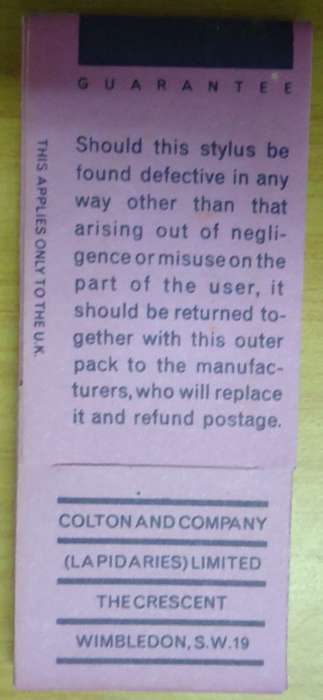 GUARANTEE
Should this stylus be
found defective in any
way other than that
arising out of negli-
gence or misuse on the
part of the user, it
should be returned to-
gether with this outer
pack to the manufac-
turers, who will replace
it and refund postage.
THIS APPLIES ONLY TO THE U.K.
COLTON AND COMPANY
(LAPIDARIES) LIMITED
THE CRESCENT
WIMBLEDON, S.W.19